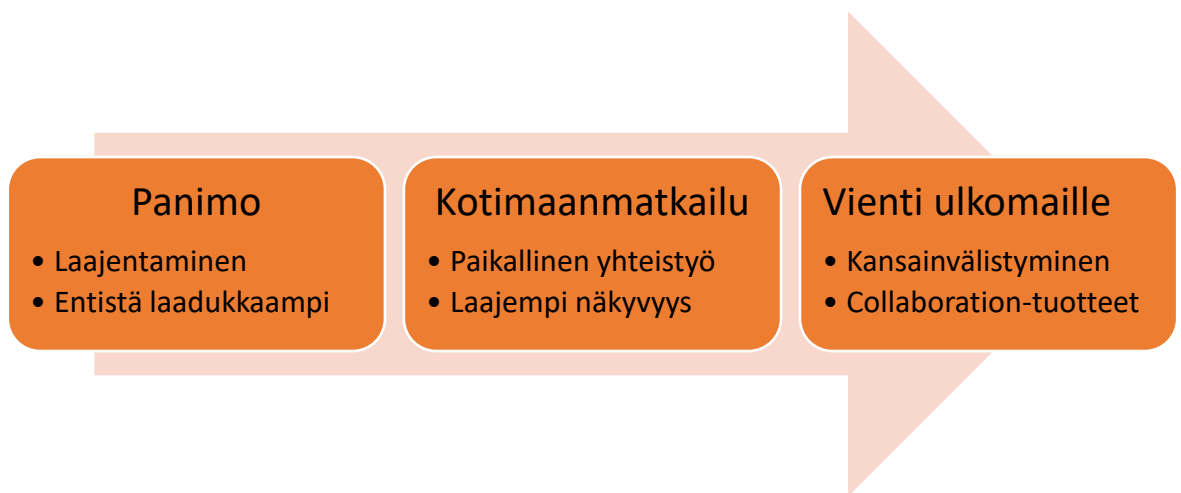 Panimo
• Laajentaminen
• Entistä laadukkaampi
Kotimaanmatkailu
• Paikallinen yhteistyö
• Laajempi näkyvyys
Vienti ulkomaille
• Kansainvälistyminen
• Collaboration-tuotteet